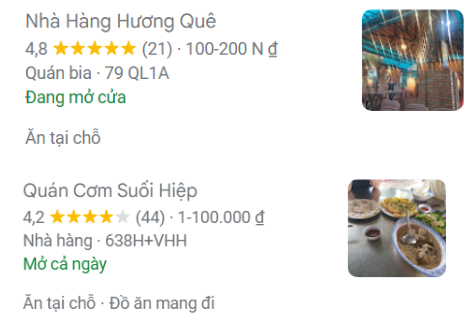 Nhà Hàng Hương Quê
4,8 ★★★★★ (21) · 100-200 N ₫
Quán bia · 79 QL1A
Đang mở cửa
Ăn tại chỗ
Quán Cơm Suối Hiệp
4,2 ★★★★★ (44) · 1-100.000 ₫
Nhà hàng · 638H+VHH
Mở cả ngày
Ăn tại chỗ · Đồ ăn mang đi